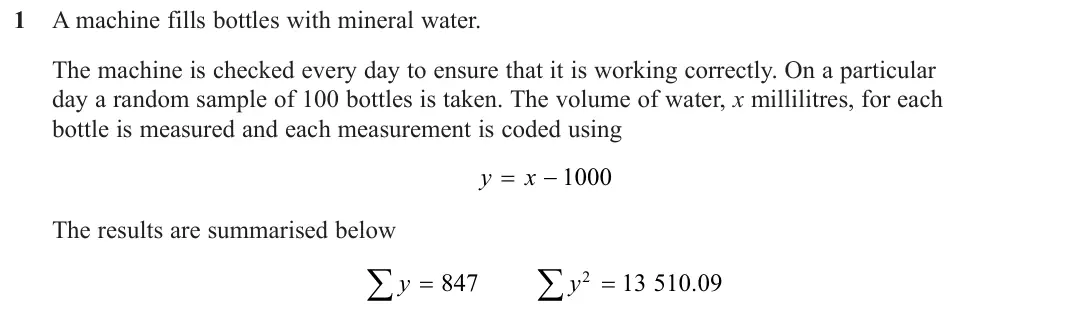 1 A machine fills bottles with mineral water.
The machine is checked every day to ensure that it is working correctly. On a particular
day a random sample of 100 bottles is taken. The volume of water, x millilitres, for each
bottle is measured and each measurement is coded using
y = x – 1000
The results are summarised below
∑y = 847 ∑y² = 13 510.09